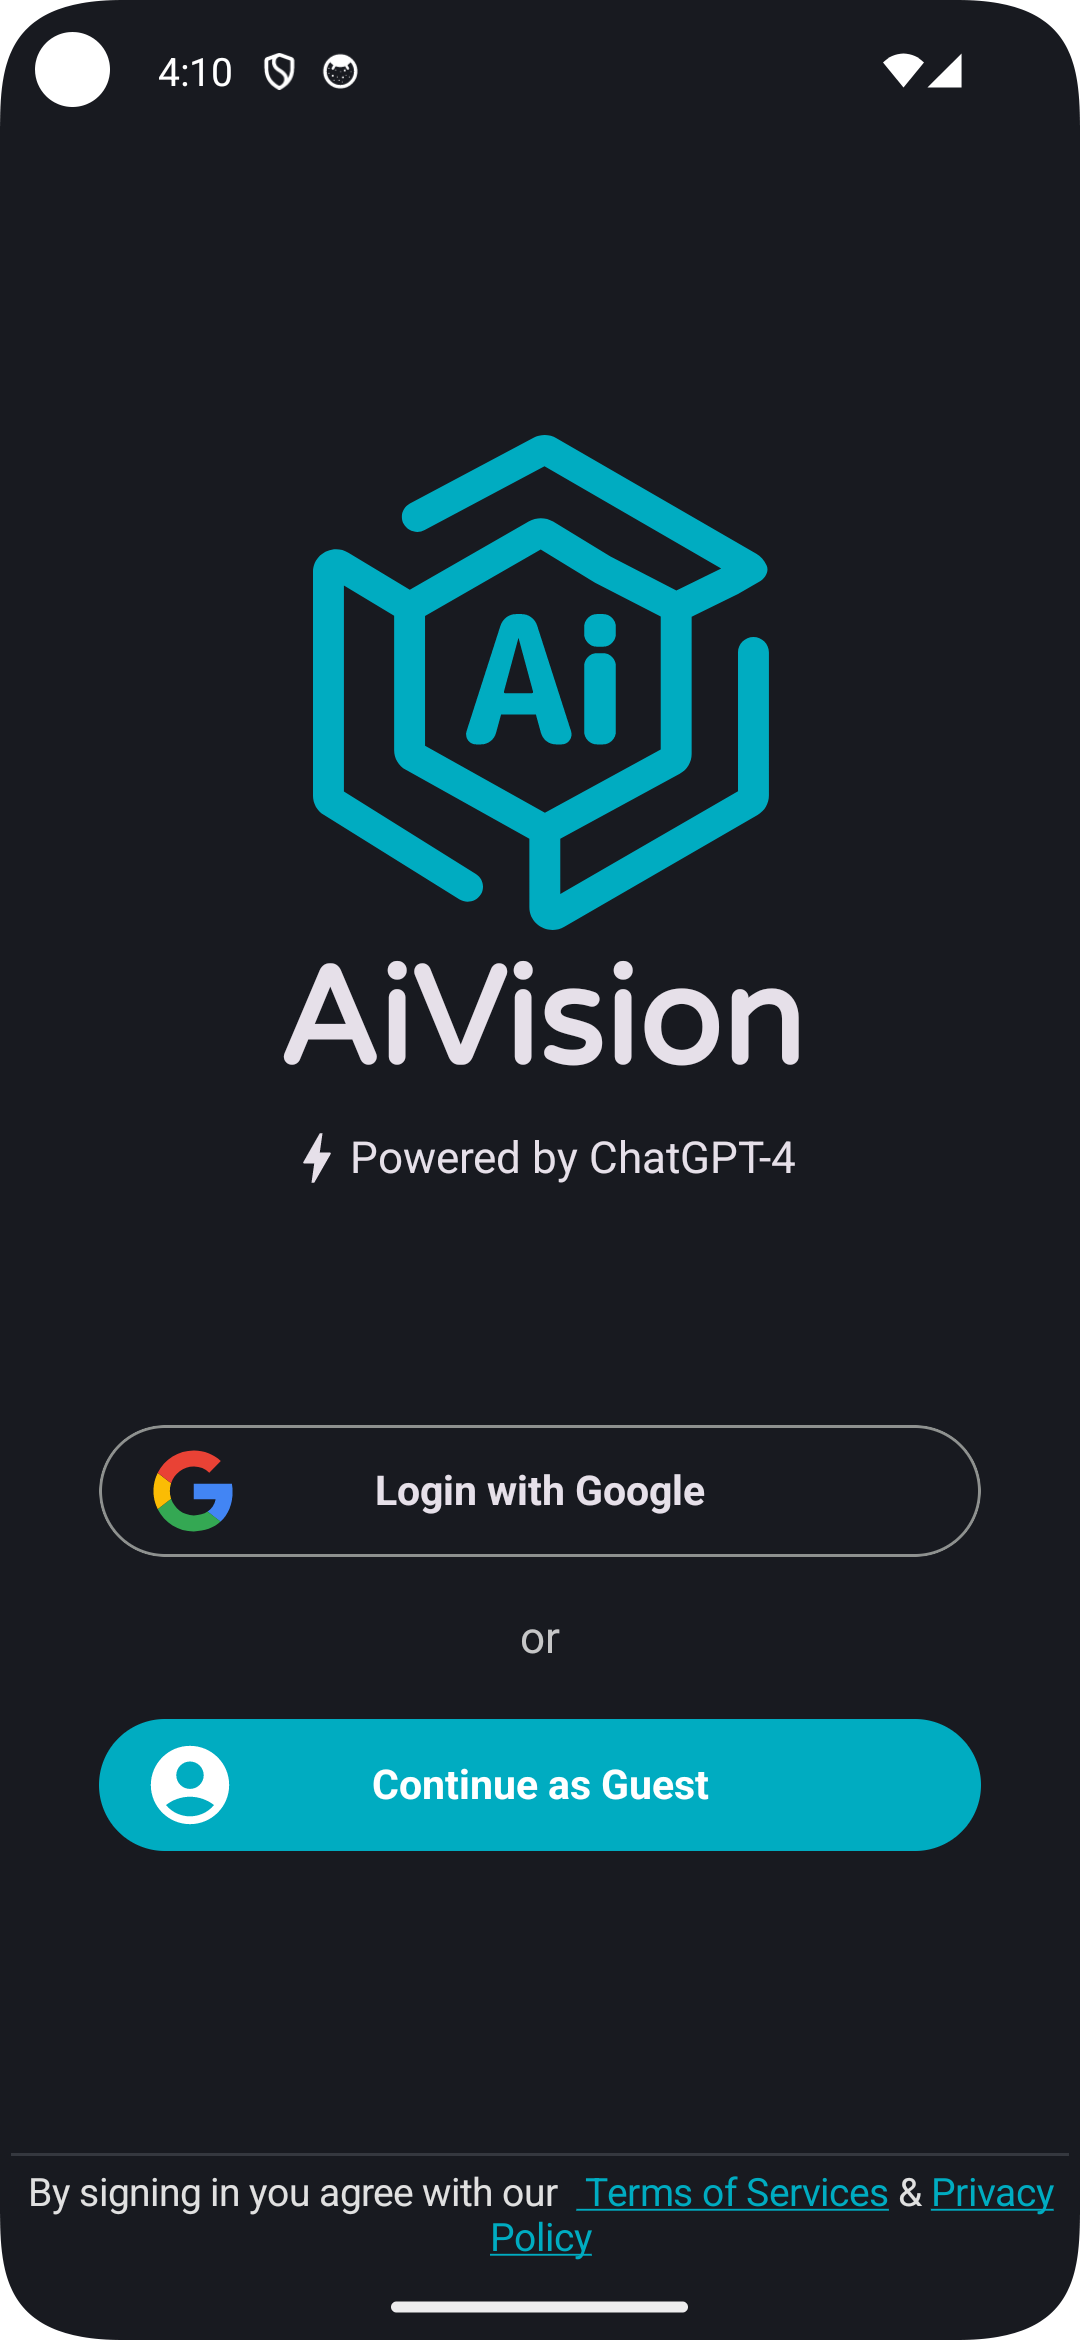 4:10
Ai
AiVision
Powered by ChatGPT-4
Login with Google
or
Continue as Guest
By signing in you agree with our Terms of Services & Privacy
Policy